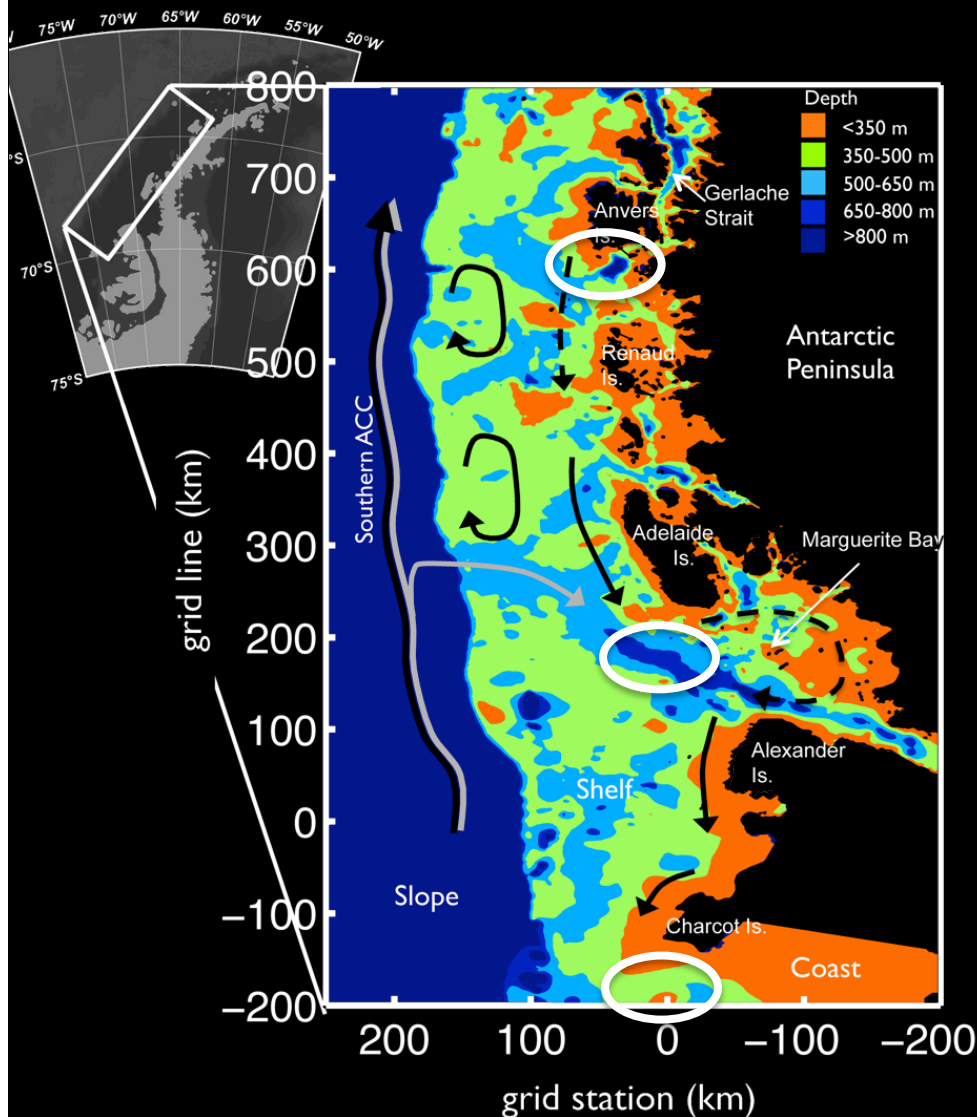 75°W 70°W 65°W 60°W 55°W 50°W
70°S
75°S
800
700
600
500
400
300
200
100
0
−100
−200
grid line (km)
200 100 0 −100 −200
grid station (km)
Depth
<350 m
350-500 m
500-650 m
650-800 m
>800 m
Gerlache
Strait
Anvers
Is.
Antarctic
Peninsula
Renaud
Is.
Southern ACC
Adelaide
Is.
Marguerite Bay
Alexander
Is.
Shelf
Slope
Charcot Is.
Coast